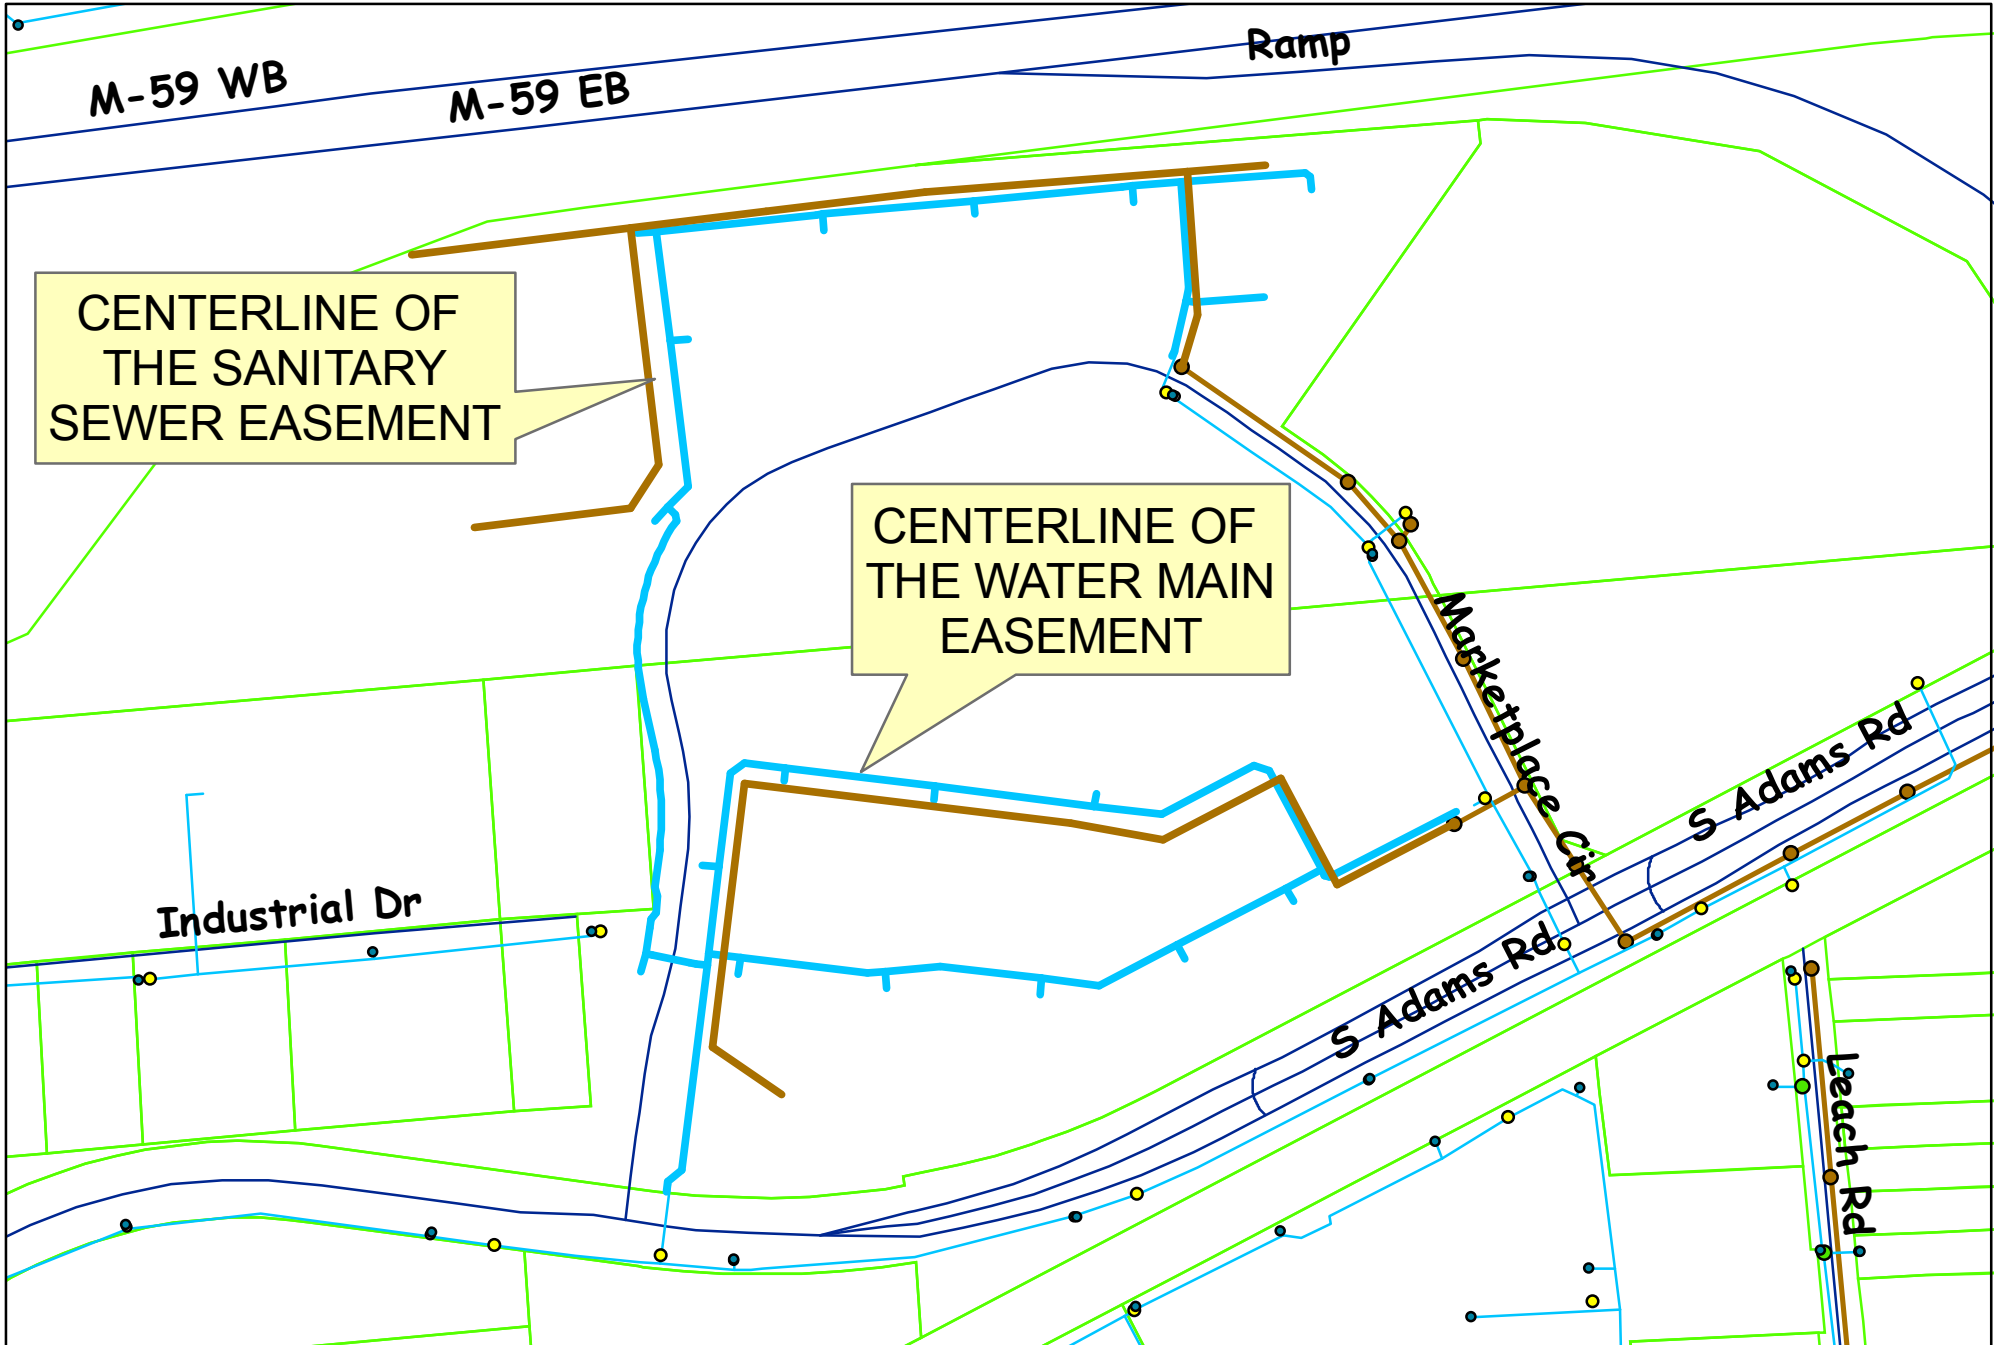 Ramp
M-59 WB
M-59 EB
CENTERLINE OF
THE SANITARY
SEWER EASEMENT
CENTERLINE OF
THE WATER MAIN
EASEMENT
Marketplace Cir
S Adams Rd
Industrial Dr
S Adams Rd
Leach Rd